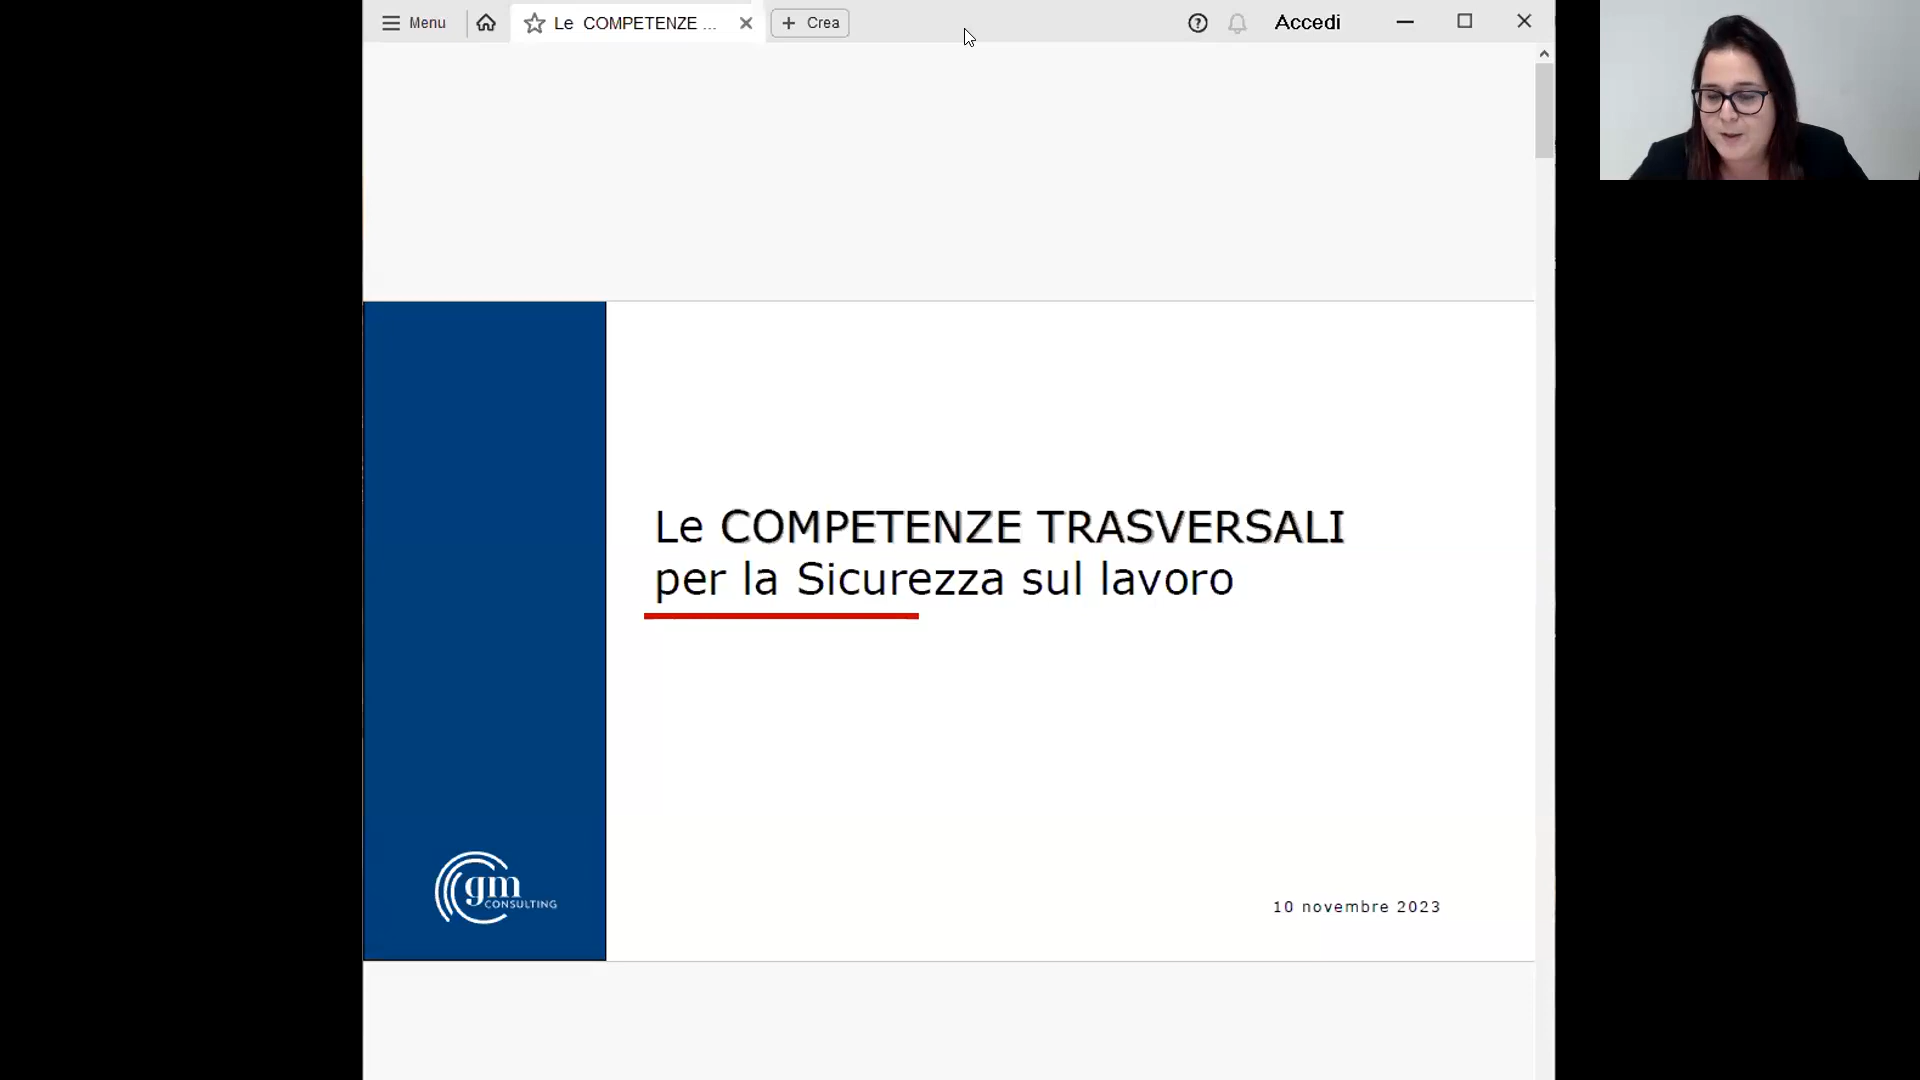 Menu
Le COMPETENZE ...
Crea
Accedi
Le COMPETENZE TRASVERSALI
per la Sicurezza sul lavoro
gm
CONSULTING
10 novembre 2023